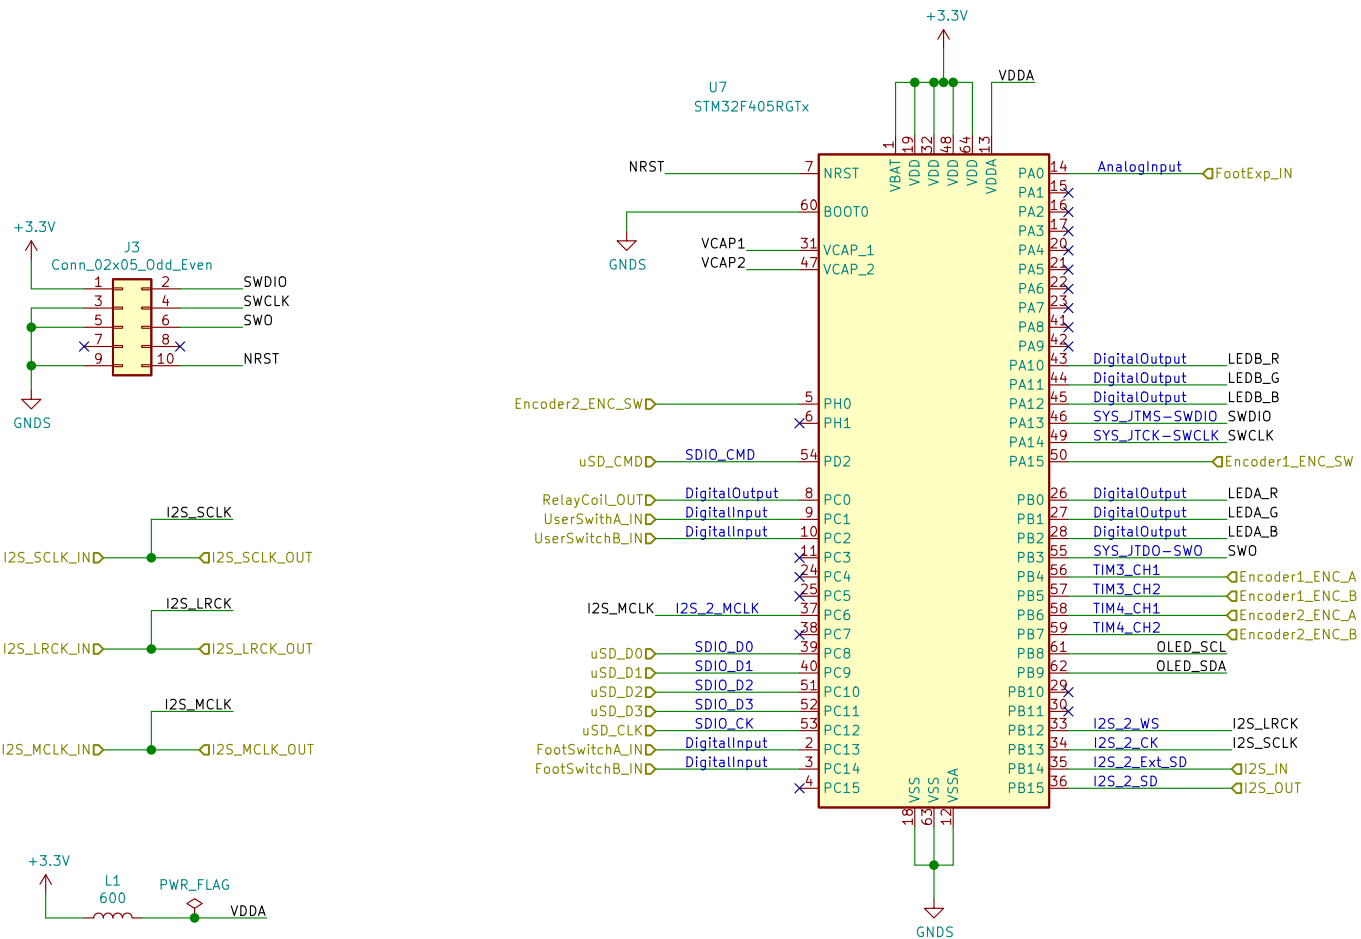 +3.3V
U7
STM32F405RGTx
VDDA
1
19
32
48
64
13
VBAT
VDD
VDD
VDD
VDD
VDDA
NRST
7
NRST
60
BOOT0
GNDS
VCAP1
31
VCAP_1
VCAP2
47
VCAP_2
Encoder2_ENC_SW
5
PH0
6
PH1
uSD_CMD
SDIO_CMD
54
PD2
RelayCoil_OUT
DigitalOutput
8
PC0
UserSwithA_IN
DigitalInput
9
PC1
UserSwitchB_IN
DigitalInput
10
PC2
11
PC3
24
PC4
25
PC5
I2S_MCLK
I2S_2_MCLK
37
PC6
38
PC7
uSD_D0
SDIO_D0
39
PC8
uSD_D1
SDIO_D1
40
PC9
uSD_D2
SDIO_D2
51
PC10
uSD_D3
SDIO_D3
52
PC11
uSD_CLK
SDIO_CK
53
PC12
FootSwitchA_IN
DigitalInput
2
PC13
FootSwitchB_IN
DigitalInput
3
PC14
4
PC15
PA0
14
AnalogInput
FootExp_IN
PA1
15
PA2
16
PA3
17
PA4
20
PA5
21
PA6
22
PA7
23
PA8
41
PA9
42
PA10
43
DigitalOutput
LEDB_R
PA11
44
DigitalOutput
LEDB_G
PA12
45
DigitalOutput
LEDB_B
PA13
46
SYS_JTMS-SWDIO
SWDIO
PA14
49
SYS_JTCK-SWCLK
SWCLK
PA15
50
Encoder1_ENC_SW
PB0
26
DigitalOutput
LEDA_R
PB1
27
DigitalOutput
LEDA_G
PB2
28
DigitalOutput
LEDA_B
PB3
55
SYS_JTDO-SWO
SWO
PB4
56
TIM3_CH1
Encoder1_ENC_A
PB5
57
TIM3_CH2
Encoder1_ENC_B
PB6
58
TIM4_CH1
Encoder2_ENC_A
PB7
59
TIM4_CH2
Encoder2_ENC_B
PB8
61
OLED_SCL
PB9
62
OLED_SDA
PB10
29
PB11
30
PB12
33
I2S_2_WS
I2S_LRCK
PB13
34
I2S_2_CK
I2S_SCLK
PB14
35
I2S_2_Ext_SD
I2S_IN
PB15
36
I2S_2_SD
I2S_OUT
VSS
VSS
VSSA
18
63
12
GNDS
+3.3V
J3
Conn_02x05_Odd_Even
1
2
SWDIO
3
4
SWCLK
5
6
SWO
7
8
9
10
NRST
GNDS
I2S_SCLK
I2S_SCLK_IN
I2S_SCLK_OUT
I2S_LRCK
I2S_LRCK_IN
I2S_LRCK_OUT
I2S_MCLK
I2S_MCLK_IN
I2S_MCLK_OUT
+3.3V
L1
600
PWR_FLAG
VDDA